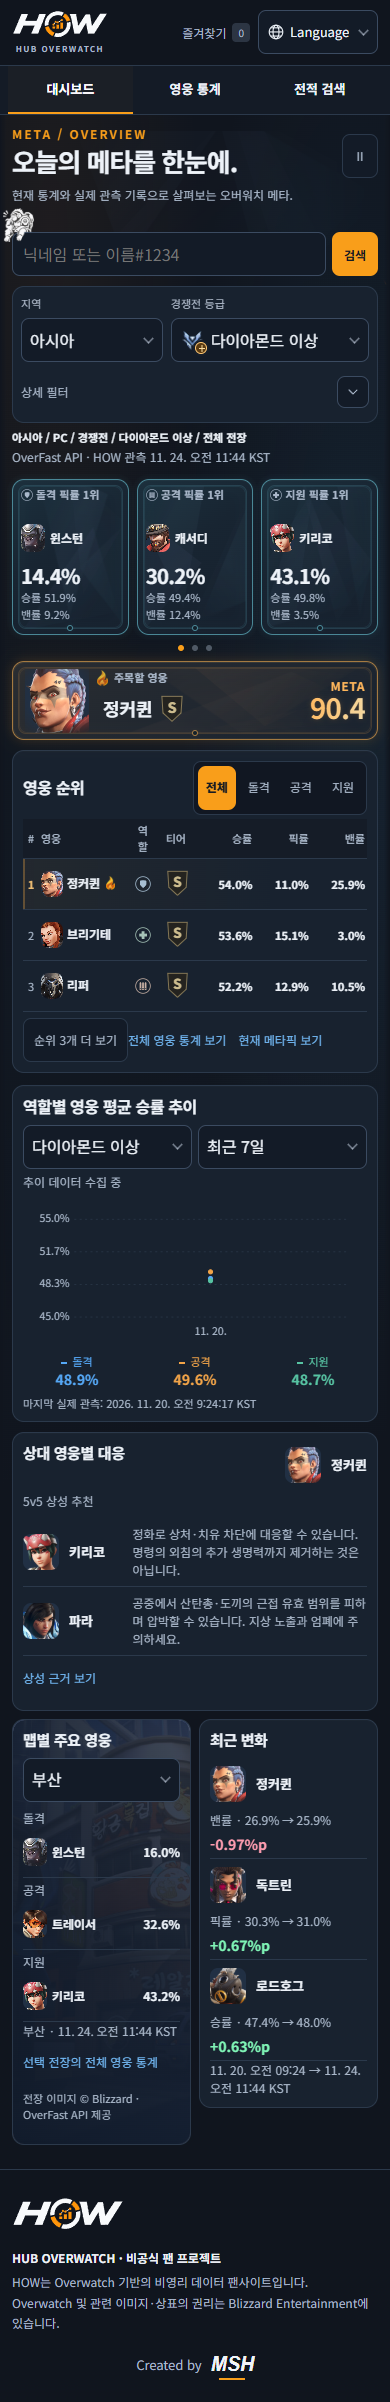 HOW
HUB OVERWATCH
즐겨찾기 0
Language
대시보드 영웅 통계 전적 검색
META / OVERVIEW
오늘의 메타를 한눈에.
현재 통계와 실제 관측 기록으로 살펴보는 오버워치 메타.
닉네임 또는 이름#1234
검색
지역 경쟁전 등급
아시아 다이아몬드 이상
상세 필터
아시아 / PC / 경쟁전 / 다이아몬드 이상 / 전체 전장
OverFast API · HOW 관측 11. 24. 오전 11:44 KST
돌격 픽률 1위
윈스턴
14.4%
승률 51.9%
밴률 9.2%
공격 픽률 1위
캐서디
30.2%
승률 49.4%
밴률 12.4%
지원 픽률 1위
키리코
43.1%
승률 49.8%
밴률 3.5%
주목할 영웅
정커퀸 S
META
90.4
영웅 순위
전체 돌격 공격 지원
# 영웅 역할 티어 승률 픽률 밴률
1 정커퀸 S 54.0% 11.0% 25.9%
2 브리기테 S 53.6% 15.1% 3.0%
3 리퍼 S 52.2% 12.9% 10.5%
순위 3개 더 보기 전체 영웅 통계 보기 현재 메타픽 보기
역할별 영웅 평균 승률 추이
다이아몬드 이상 최근 7일
추이 데이터 수집 중
55.0%
51.7%
48.3%
45.0%
11. 20.
돌격 공격 지원
48.9% 49.6% 48.7%
마지막 실제 관측: 2026. 11. 20. 오전 9:24:17 KST
상대 영웅별 대응
정커퀸
5v5 상성 추천
키리코
정화로 상처·치유 차단에 대응할 수 있습니다.
명령의 외침의 추가 생명력까지 제거하는 것은
아닙니다.
파라
공중에서 산탄총·도끼의 근접 유효 범위를 피하
며 압박할 수 있습니다. 지상 노출과 엄폐에 주
의하세요.
상성 근거 보기
맵별 주요 영웅
부산
돌격
윈스턴 16.0%
공격
트레이서 32.6%
지원
키리코 43.2%
부산 · 11. 24. 오전 11:44 KST
선택 전장의 전체 영웅 통계
전장 이미지 © Blizzard ·
OverFast API 제공
최근 변화
정커퀸
밴률 · 26.9% → 25.9%
-0.97%p
독트린
픽률 · 30.3% → 31.0%
+0.67%p
로드호그
승률 · 47.4% → 48.0%
+0.63%p
11. 20. 오전 09:24 → 11. 24.
오전 11:44 KST
HOW
HUB OVERWATCH · 비공식 팬 프로젝트
HOW는 Overwatch 기반의 비영리 데이터 팬사이트입니다.
Overwatch 및 관련 이미지·상표의 권리는 Blizzard Entertainment에
있습니다.
Created by MSH